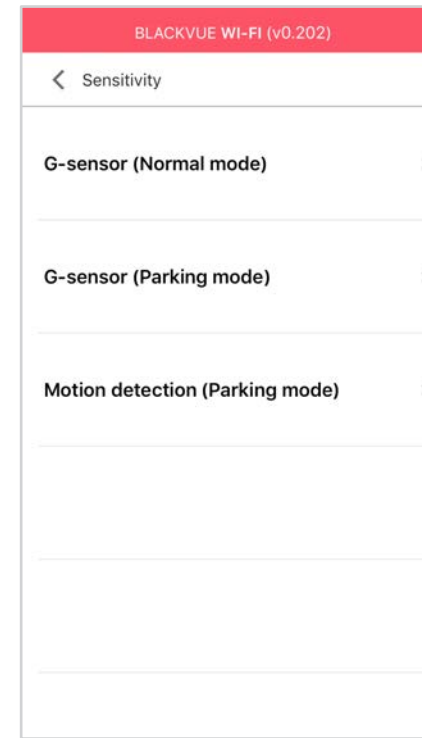 BLACKVUE WI-FI (v0.202)
Sensitivity
G-sensor (Normal mode)
G-sensor (Parking mode)
Motion detection (Parking mode)